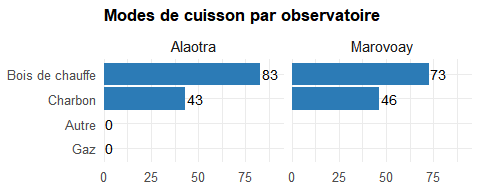 Modes de cuisson par observatoire
Alaotra Marovoay
Bois de chauffe 83 73
Charbon 43 46
Autre 0
Gaz 0
0 25 50 75 0 25 50 75